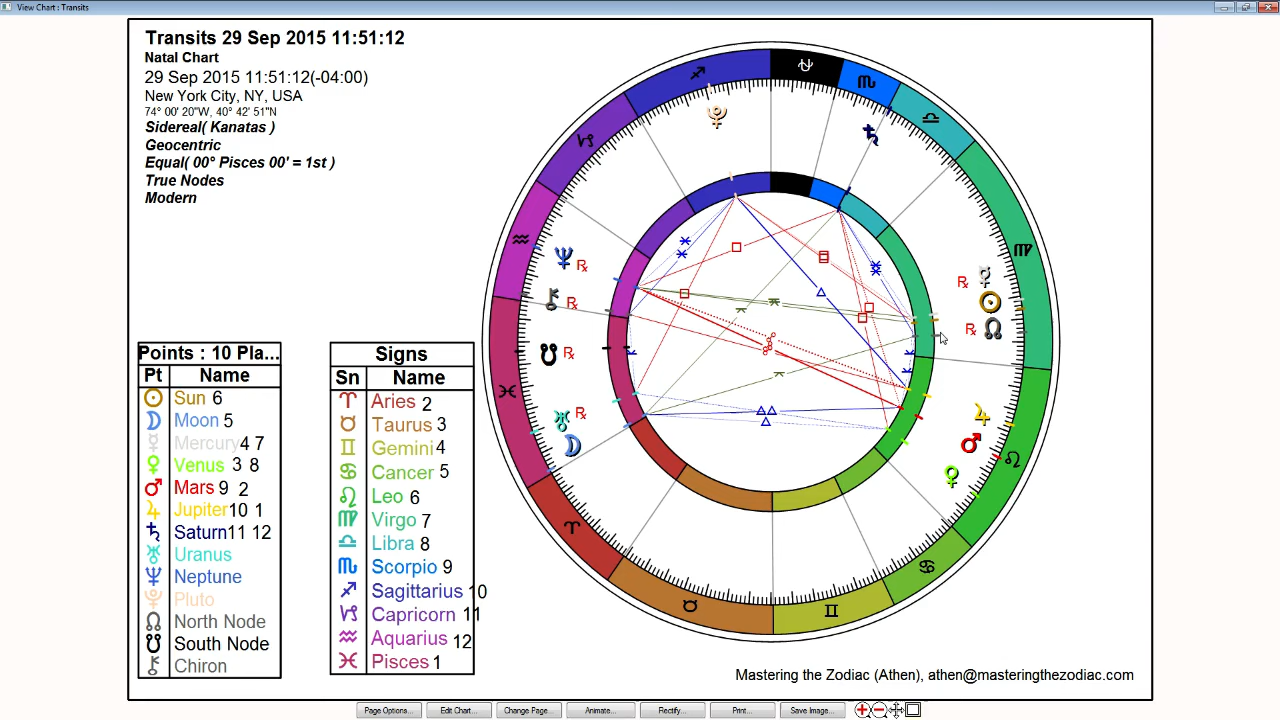 View Chart : Transits
Transits 29 Sep 2015 11:51:12
Natal Chart
29 Sep 2015 11:51:12(-04:00)
New York City, NY, USA
74° 00' 20"W, 40° 42' 51"N
Sidereal( Kanatas )
Geocentric
Equal( 00° Pisces 00' = 1st )
True Nodes
Modern
Points : 10 Pla...
Pt Name
Sun 6
Moon 5
Mercury 4 7
Venus 3 8
Mars 9 2
Jupiter 10 1
Saturn 11 12
Uranus
Neptune
Pluto
North Node
South Node
Chiron
Signs
Sn Name
Aries 2
Taurus 3
Gemini 4
Cancer 5
Leo 6
Virgo 7
Libra 8
Scorpio 9
Sagittarius 10
Capricorn 11
Aquarius 12
Pisces 1
Mastering the Zodiac (Athen), athen@masteringthezodiac.com
Page Options... Edit Chart... Change Page... Animate... Rectify... Print... Save Image...